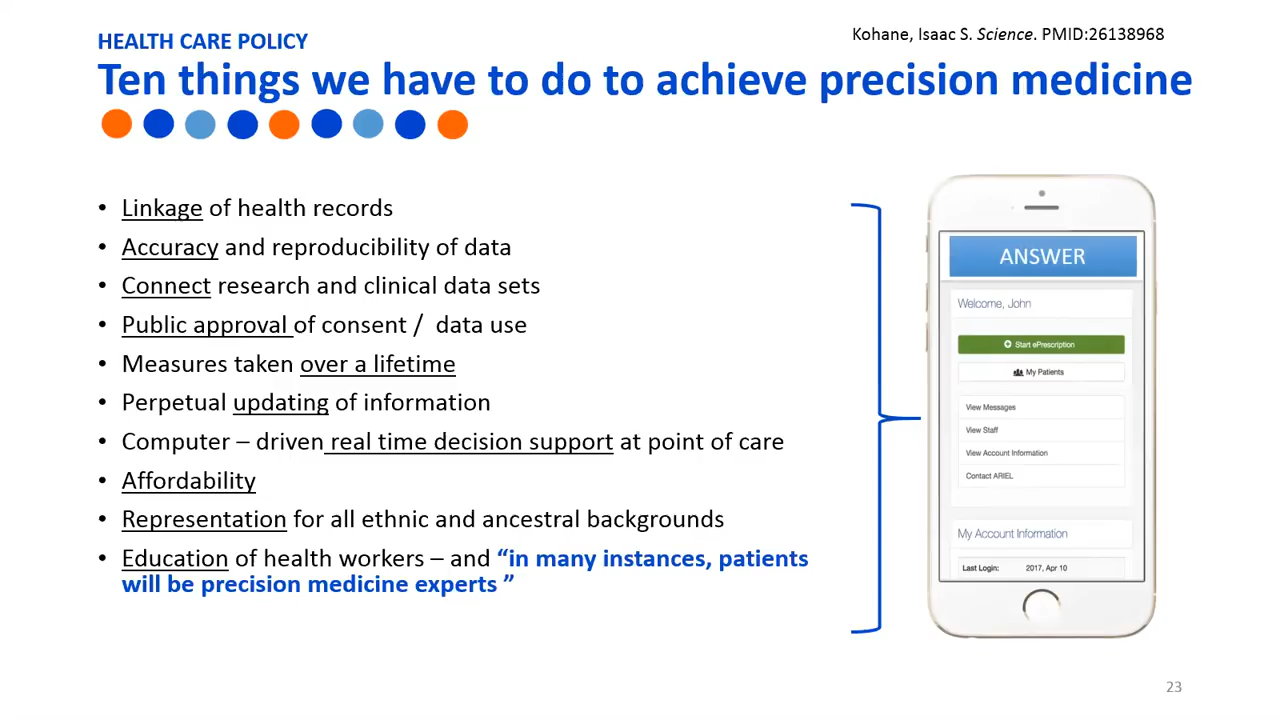 HEALTH CARE POLICY
Kohane, Isaac S. Science. PMID:26138968
Ten things we have to do to achieve precision medicine
• Linkage of health records
• Accuracy and reproducibility of data
• Connect research and clinical data sets
• Public approval of consent / data use
• Measures taken over a lifetime
• Perpetual updating of information
• Computer – driven real time decision support at point of care
• Affordability
• Representation for all ethnic and ancestral backgrounds
• Education of health workers – and “in many instances, patients
will be precision medicine experts ”
ANSWER
Welcome, John
Start ePrescription
My Patients
View Messages
View Staff
View Account Information
Contact ARIEL
My Account Information
Last Login: 2017, Apr 10
23